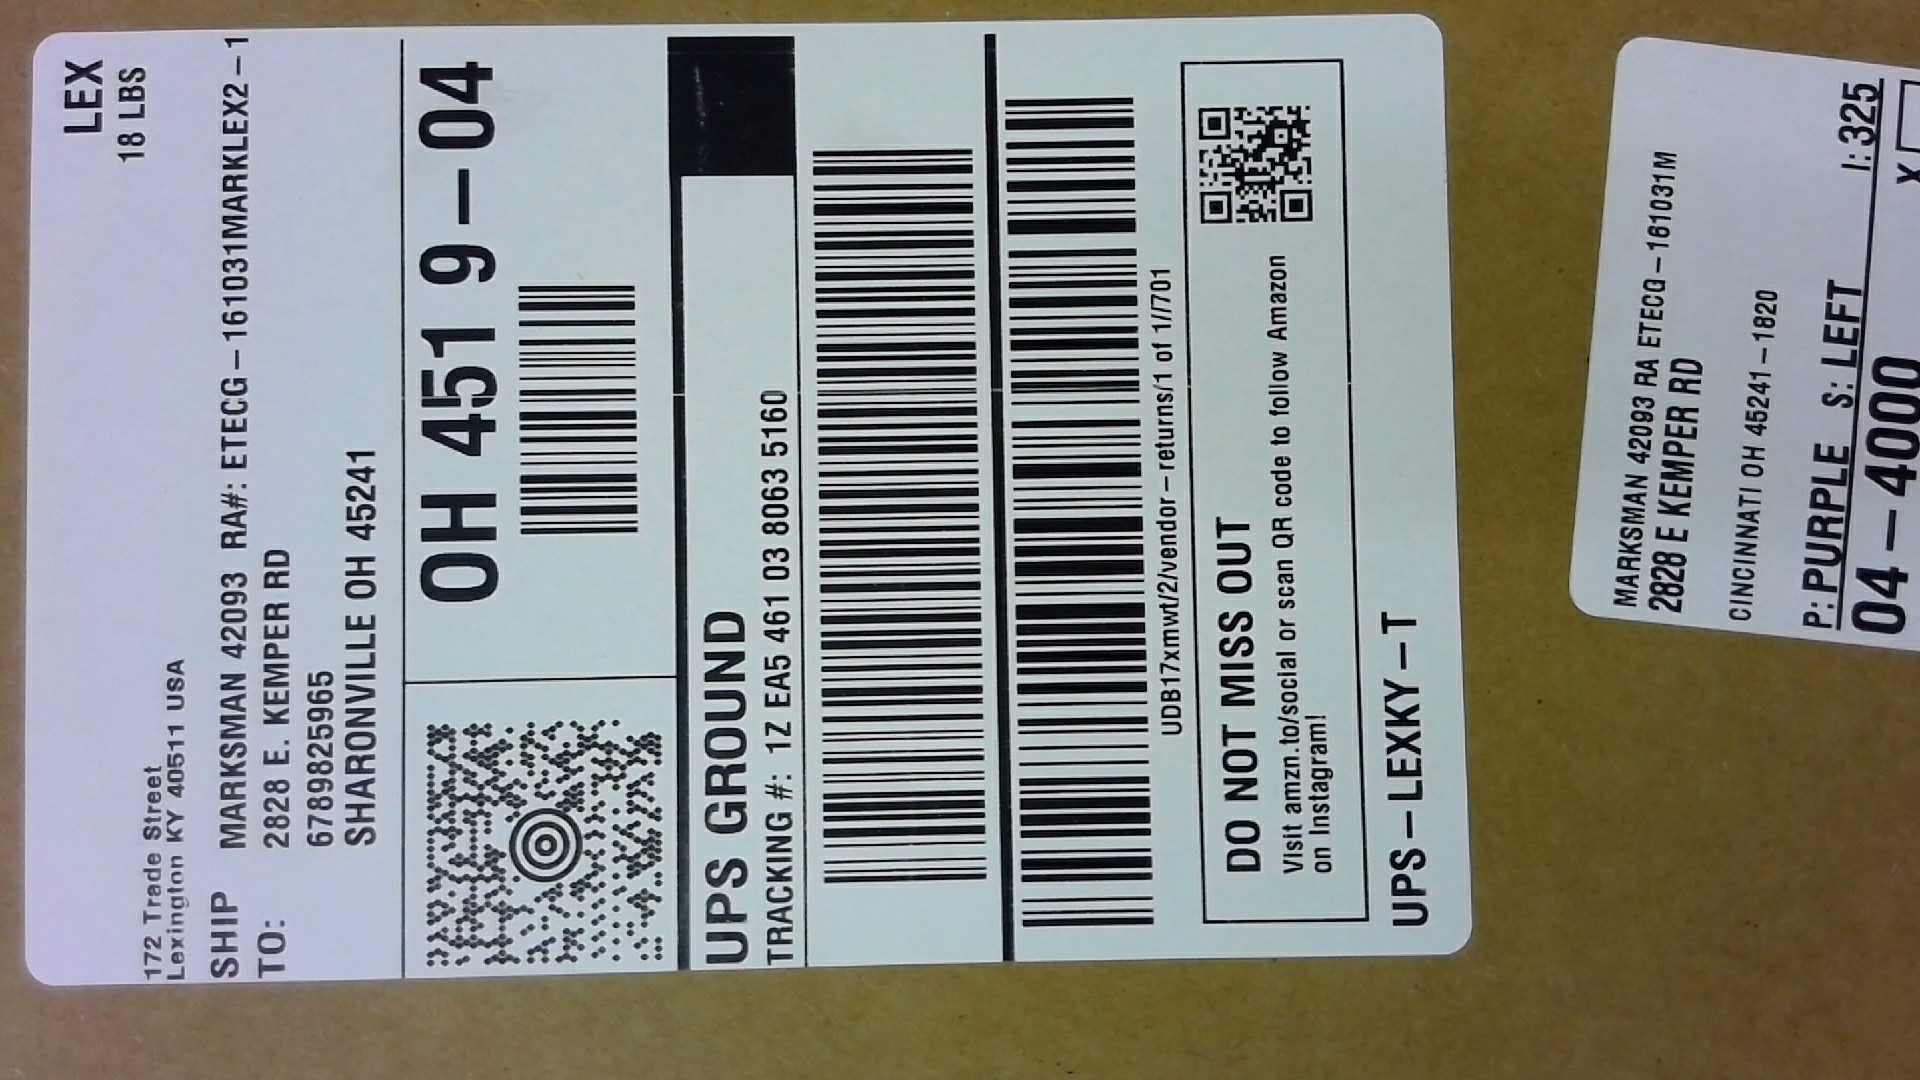 LEX
18 LBS
172 Trade Street
Lexington KY 40511 USA
SHIP
TO:
MARKSMAN 42093 RA#: ETECG-161031MARKLEX2-1
2828 E. KEMPER RD
6789825965
SHARONVILLE OH 45241
OH 451 9-04
UPS GROUND
TRACKING #: 1Z EA5 461 03 8063 5160
UDB17xmwt/2/vendor-returns/1 of 1//701
DO NOT MISS OUT
Visit amzn.to/social or scan QR code to follow Amazon
on Instagram!
UPS-LEXKY-T
MARKSMAN 42093 RA ETECG-161031M
2828 E KEMPER RD
CINCINNATI OH 45241-1820
P: PURPLE S: LEFT I: 325
04-4000
X